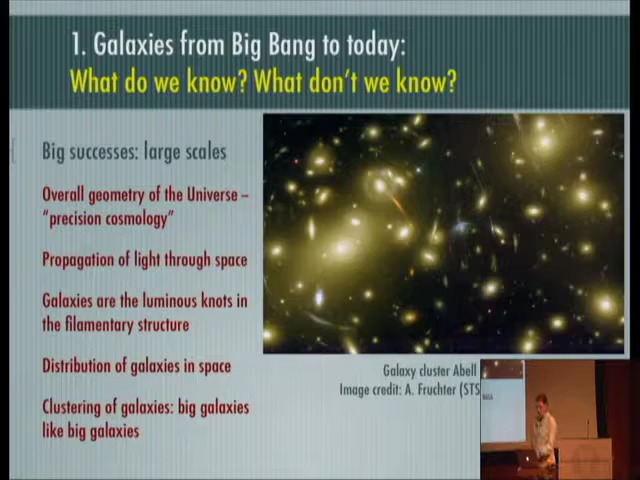 1. Galaxies from Big Bang to today:
What do we know? What don't we know?
Big successes: large scales
Overall geometry of the Universe –
"precision cosmology"
Propagation of light through space
Galaxies are the luminous knots in
the filamentary structure
Distribution of galaxies in space
Clustering of galaxies: big galaxies
like big galaxies
Galaxy cluster Abell
Image credit: A. Fruchter (STS